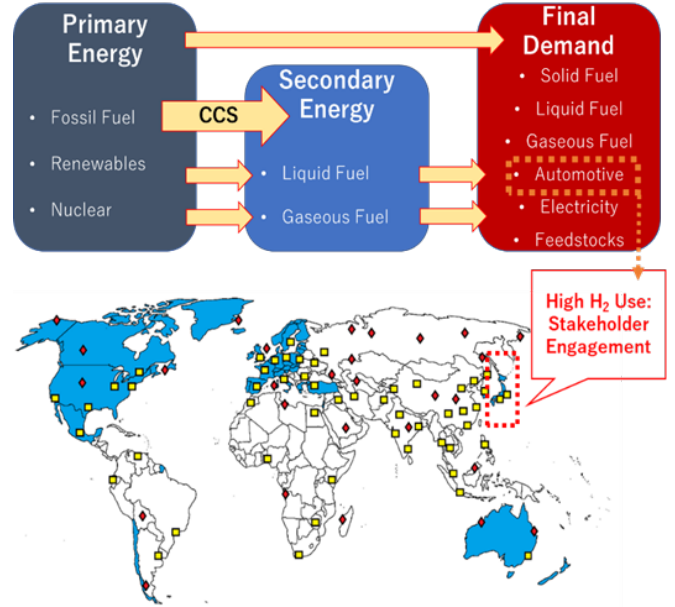 Primary
Energy
• Fossil Fuel
• Renewables
• Nuclear
CCS
Secondary
Energy
• Liquid Fuel
• Gaseous Fuel
Final
Demand
• Solid Fuel
• Liquid Fuel
• Gaseous Fuel
• Automotive
• Electricity
• Feedstocks
High H₂ Use:
Stakeholder
Engagement